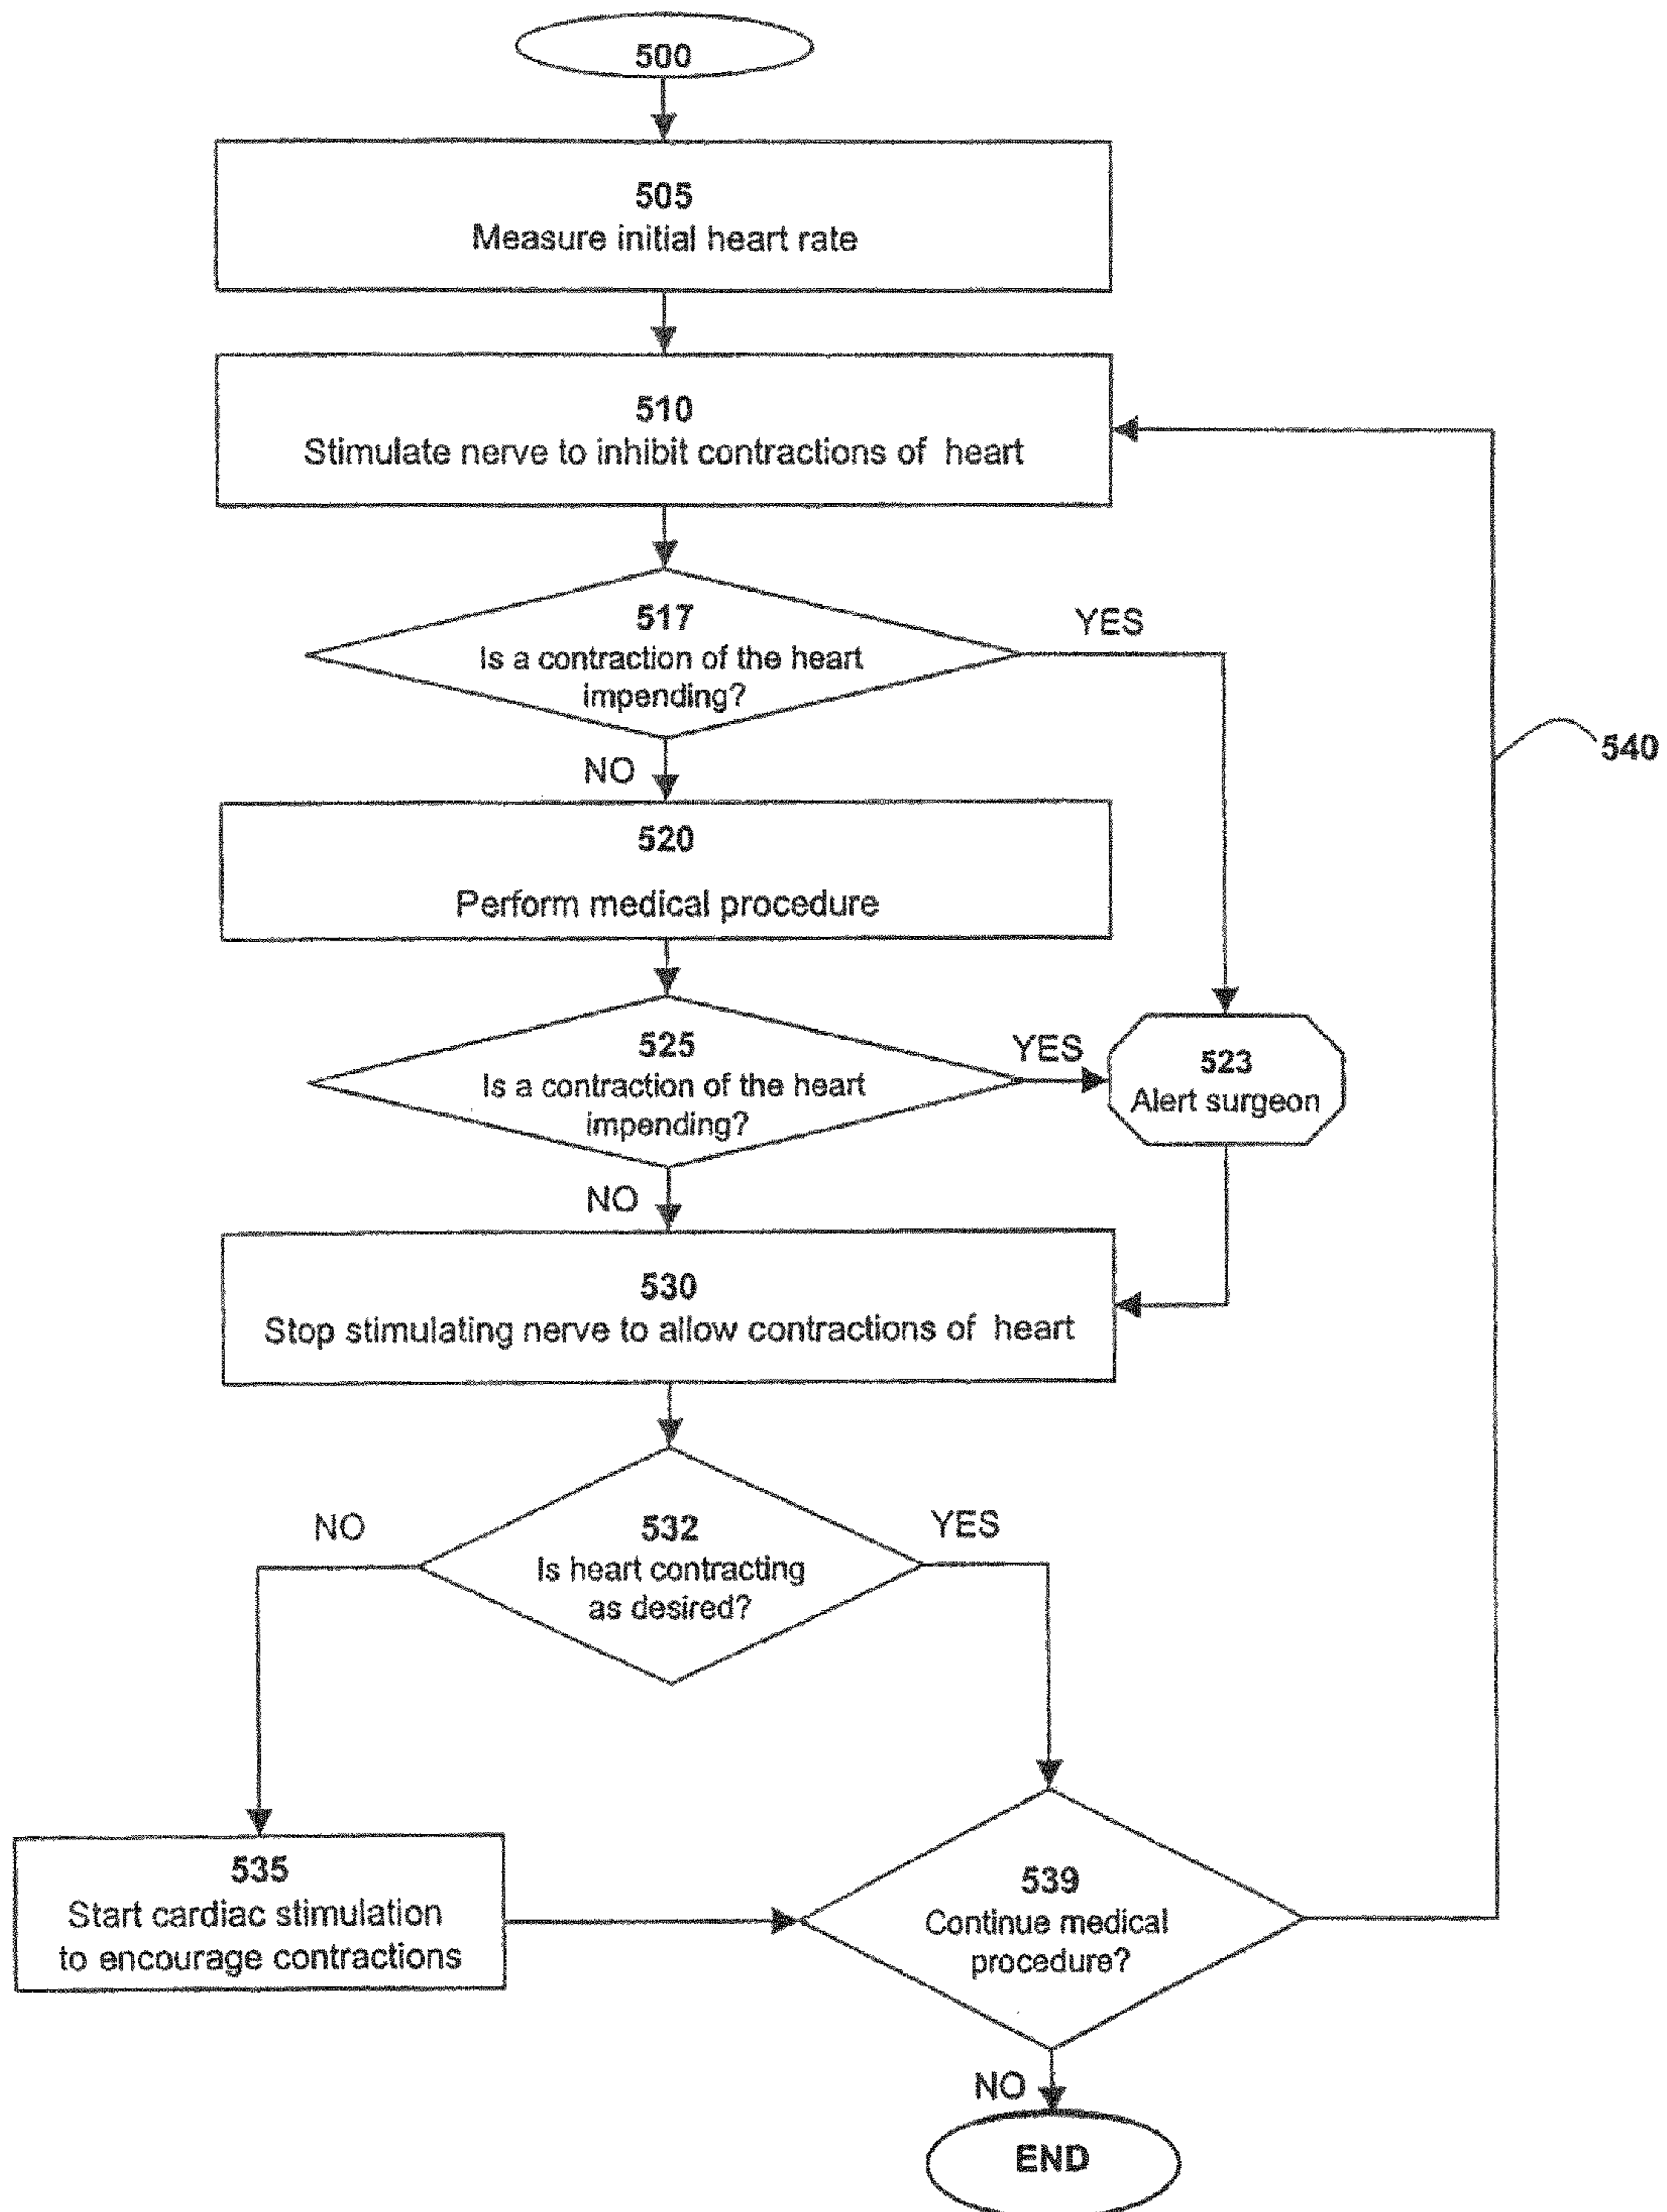 500
505
Measure initial heart rate
510
Stimulate nerve to inhibit contractions of heart
517
Is a contraction of the heart
impending?
YES
540
NO
520
Perform medical procedure
525
Is a contraction of the heart
impending?
YES
523
Alert surgeon
NO
530
Stop stimulating nerve to allow contractions of heart
NO
532
Is heart contracting
as desired?
YES
535
Start cardiac stimulation
to encourage contractions
539
Continue medical
procedure?
NO
END